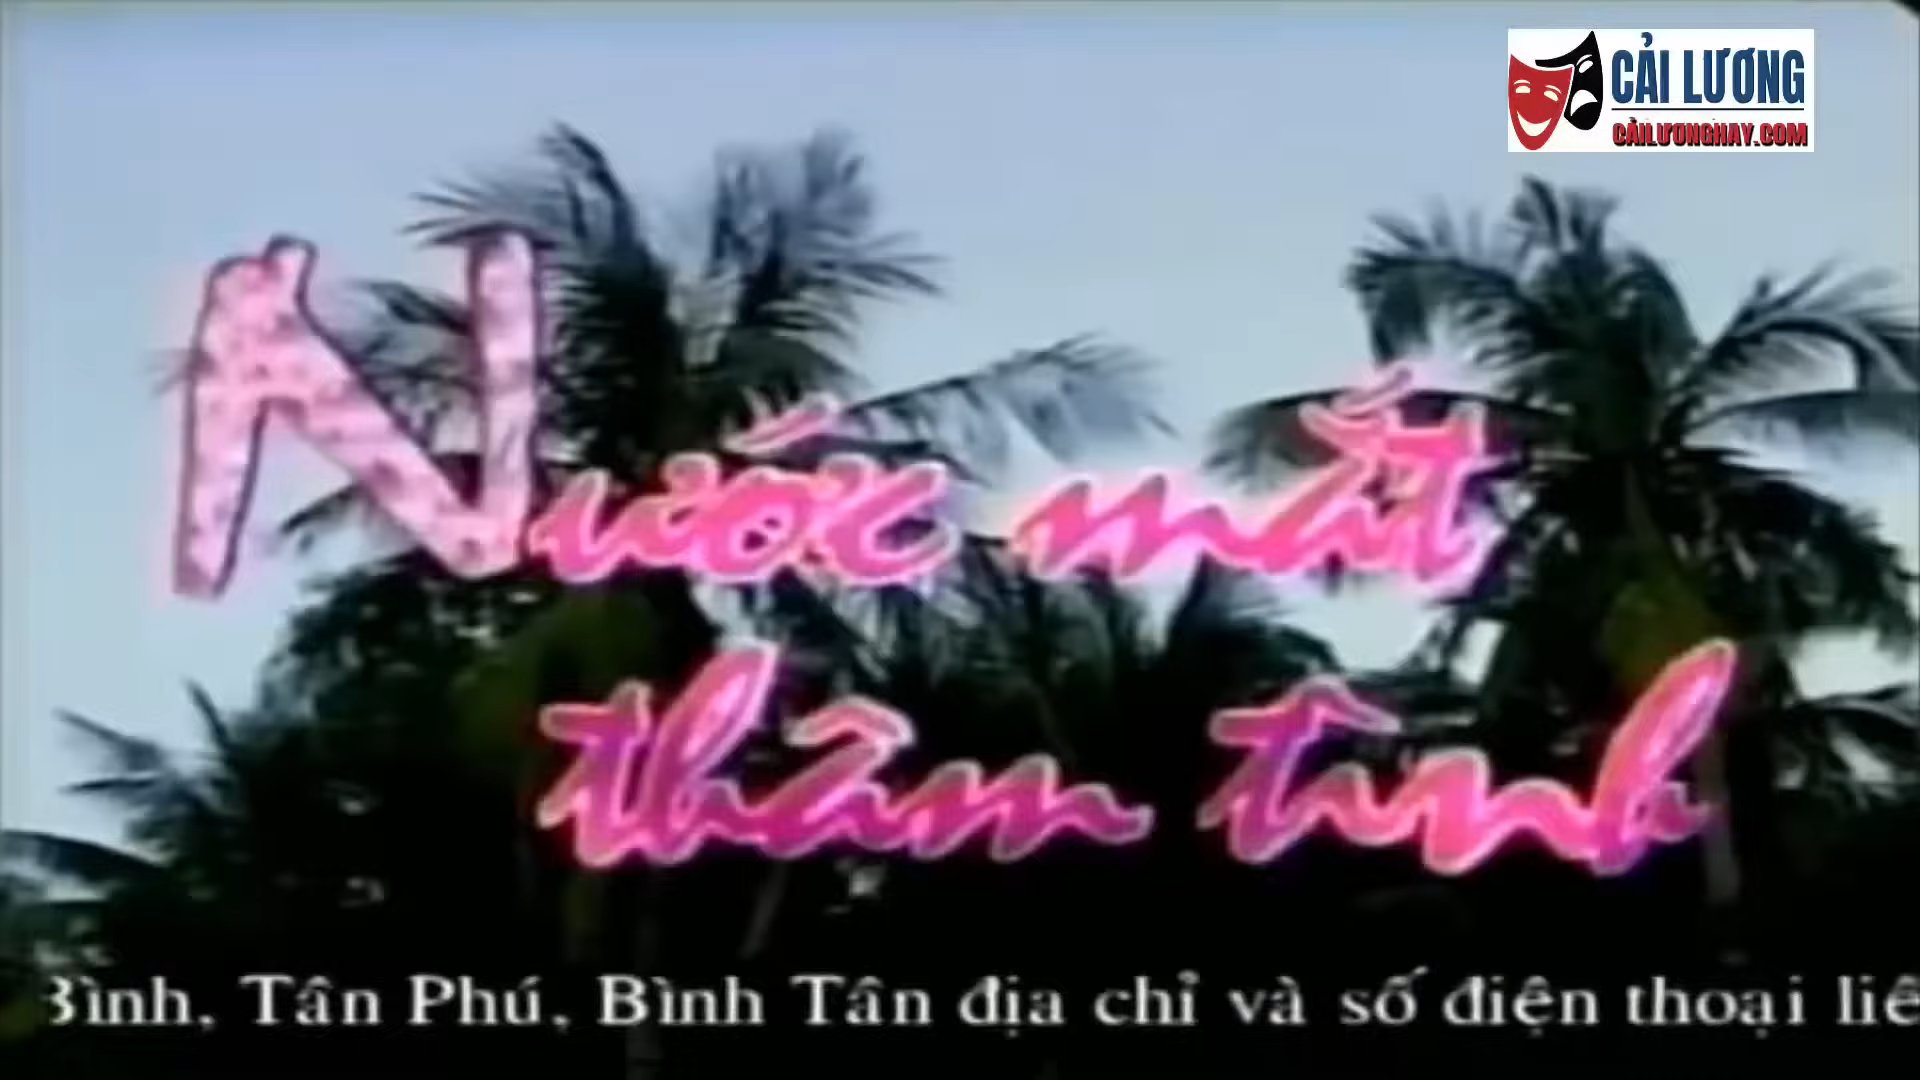 CẢI LƯƠNG
CẢILƯƠNGHAY.COM
Nước mắt
thâm tình
Bình, Tân Phú, Bình Tân địa chỉ và số điện thoại liê